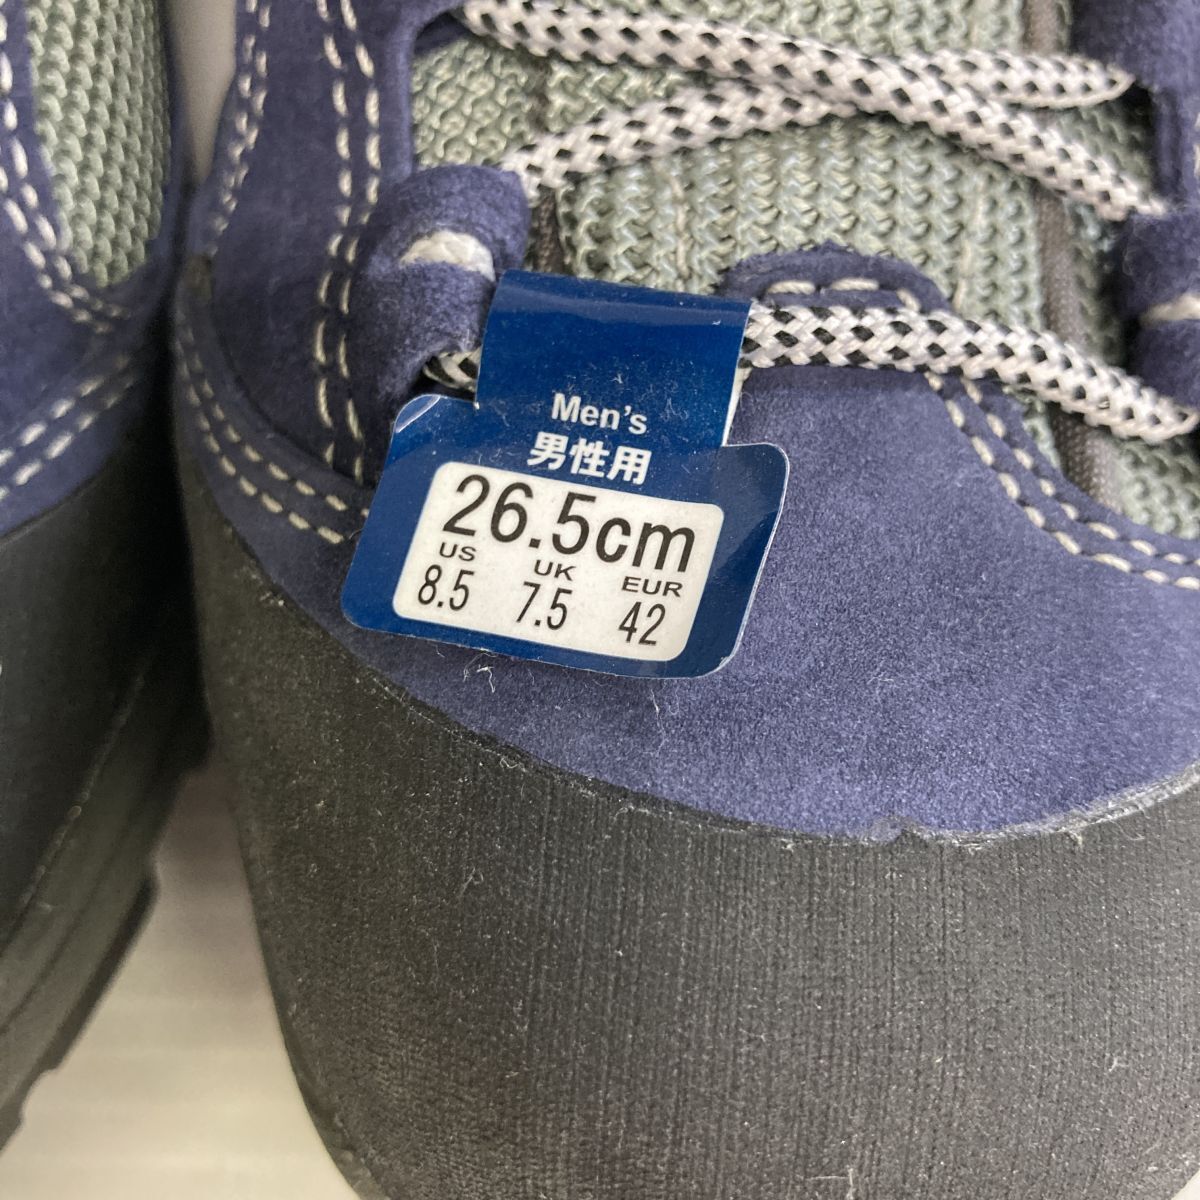 Men's
男性用
26.5cm
US UK EUR
8.5 7.5 42